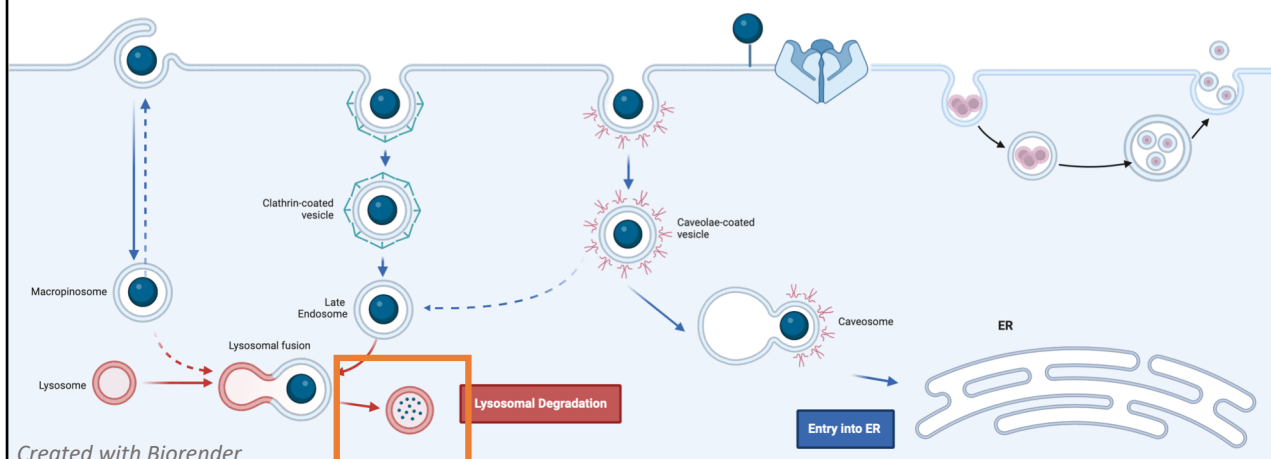 Clathrin-coated
vesicle
Caveolae-coated
vesicle
Macropinosome
Late
Endosome
Caveosome
ER
Lysosomal fusion
Lysosome
Lysosomal Degradation
Entry into ER
Created with Biorender